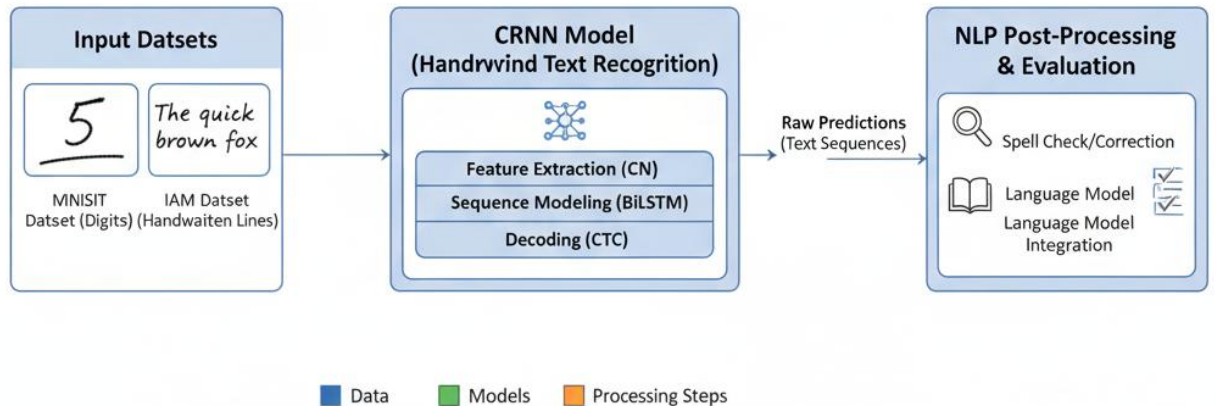 Input Datsets
5
The quick
brown fox
MNISIT
Datset (Digits)
IAM Datset
(Handwaiten Lines)
CRNN Model
(Handrwind Text Recogrition)
Feature Extraction (CN)
Sequence Modeling (BiLSTM)
Decoding (CTC)
Raw Predictions
(Text Sequences)
NLP Post-Processing
& Evaluation
Spell Check/Correction
Language Model
Language Model
Integration
Data
Models
Processing Steps